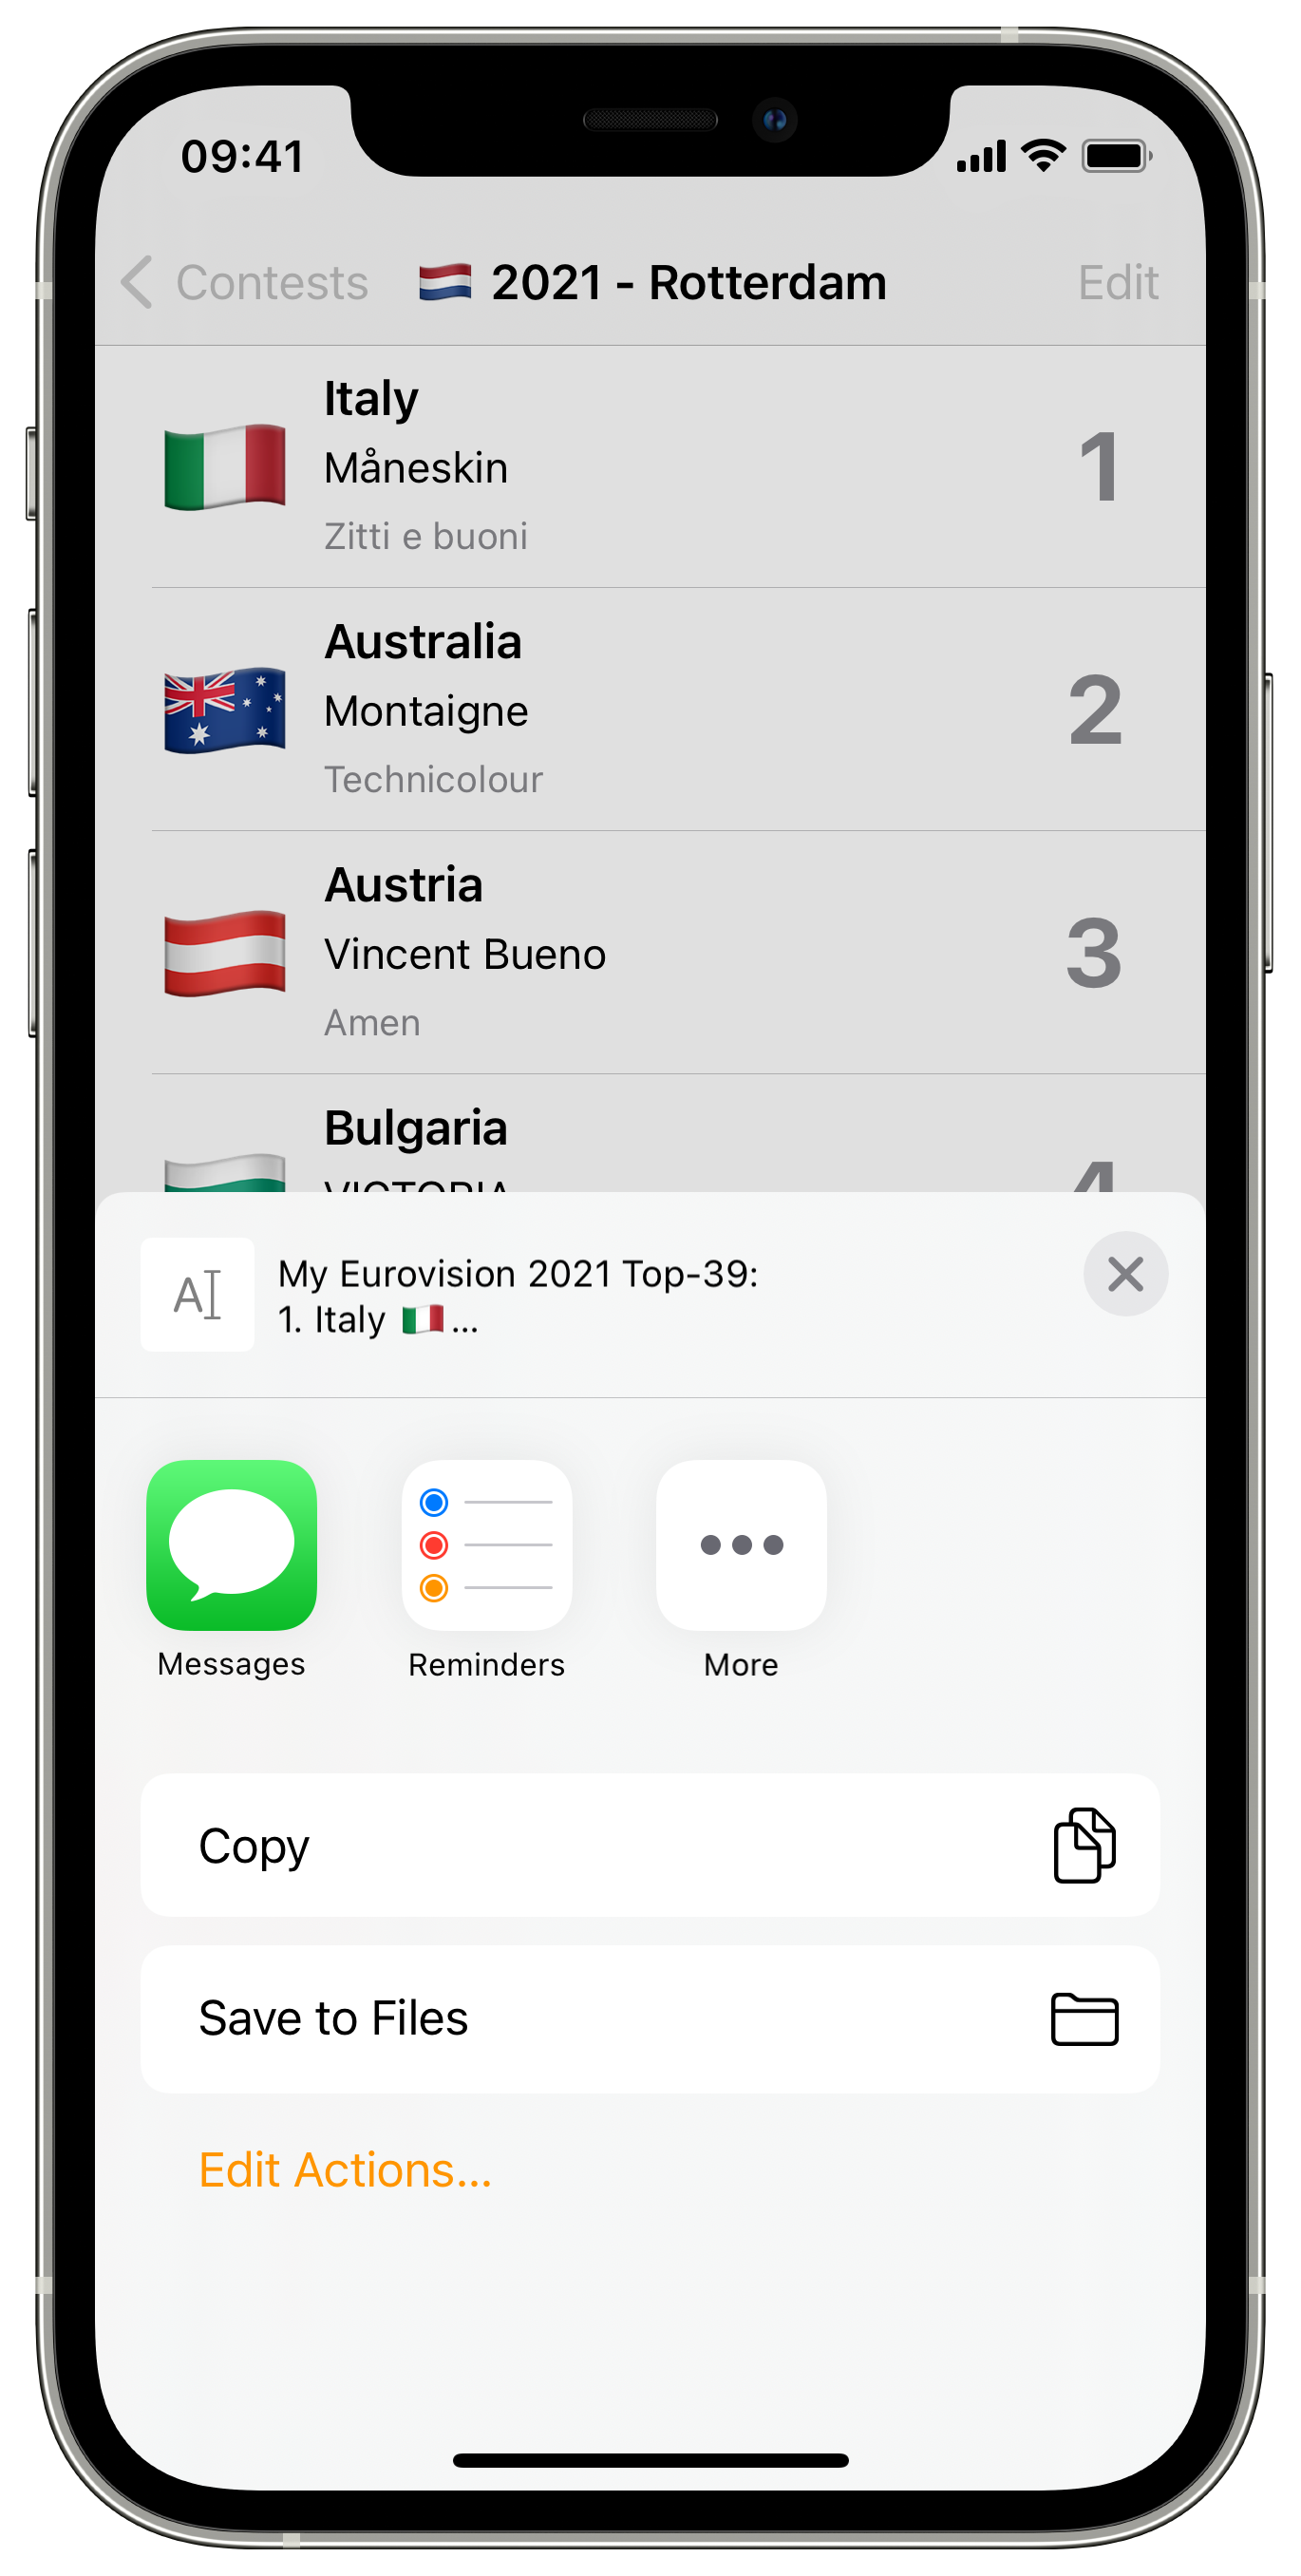 09:41
Contests 🇳🇱 2021 - Rotterdam Edit
Italy
Måneskin
Zitti e buoni
1
Australia
Montaigne
Technicolour
2
Austria
Vincent Bueno
Amen
3
Bulgaria
VICTORIA
4
My Eurovision 2021 Top-39:
1. Italy 🇮🇹...
Messages
Reminders
More
Copy
Save to Files
Edit Actions...